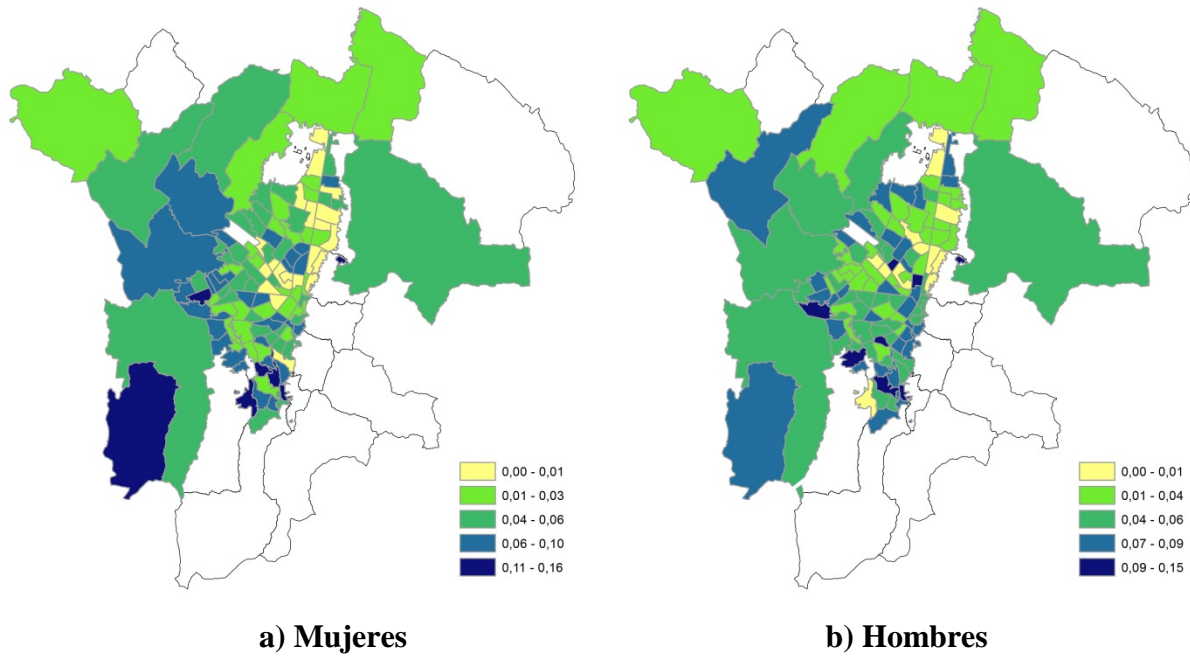 0,00 - 0,01
0,01 - 0,03
0,04 - 0,06
0,06 - 0,10
0,11 - 0,16
0,00 - 0,01
0,01 - 0,04
0,04 - 0,06
0,07 - 0,09
0,09 - 0,15
a) Mujeres
b) Hombres